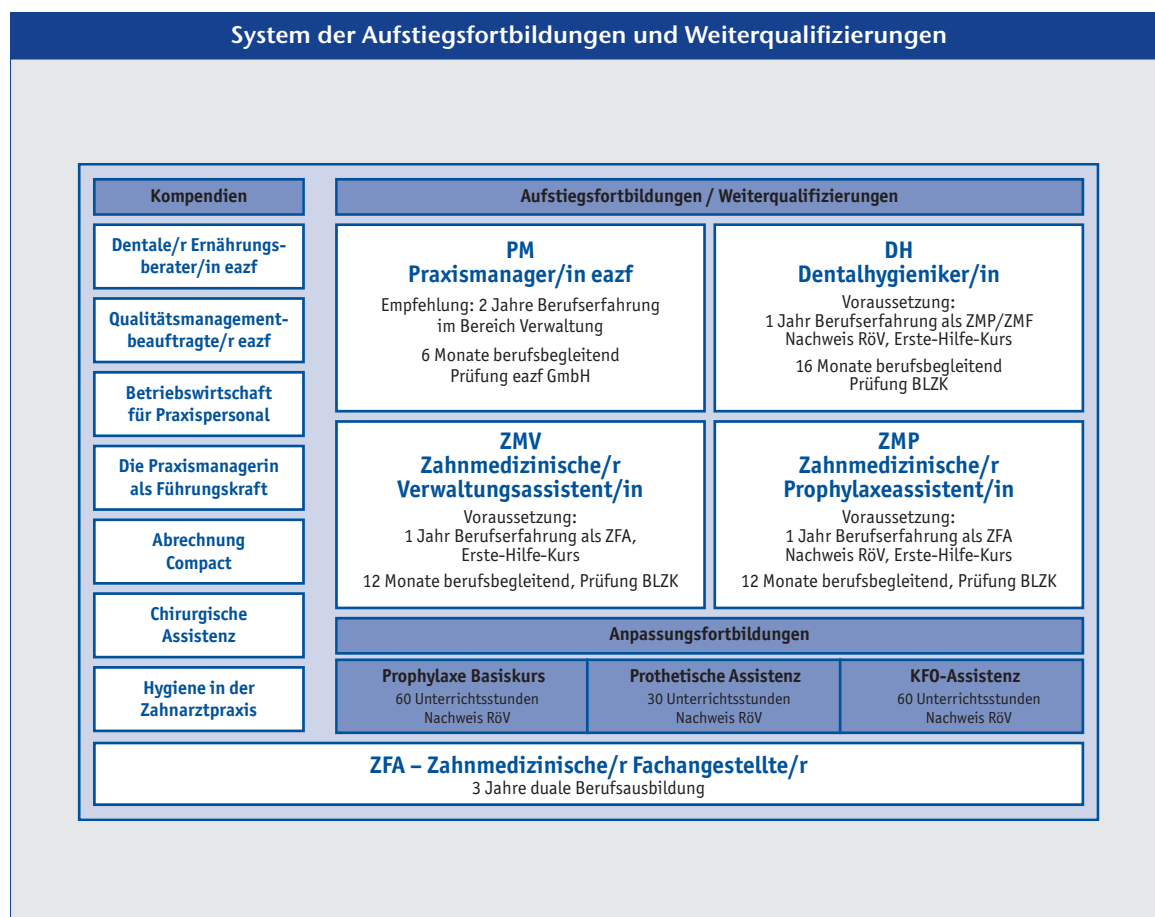 System der Aufstiegsfortbildungen und Weiterqualifizierungen
Kompendien
Dentale/r Ernährungs-
berater/in eazf
Qualitätsmanagement-
beauftragte/r eazf
Betriebswirtschaft
für Praxispersonal
Die Praxismanagerin
als Führungskraft
Abrechnung
Compact
Chirurgische
Assistenz
Hygiene in der
Zahnarztpraxis
Aufstiegsfortbildungen / Weiterqualifizierungen
PM
Praxismanager/in eazf
Empfehlung: 2 Jahre Berufserfahrung
im Bereich Verwaltung
6 Monate berufsbegleitend
Prüfung eazf GmbH
DH
Dentalhygieniker/in
Voraussetzung:
1 Jahr Berufserfahrung als ZMP/ZMF
Nachweis RöV, Erste-Hilfe-Kurs
16 Monate berufsbegleitend
Prüfung BLZK
ZMV
Zahnmedizinische/r
Verwaltungsassistent/in
Voraussetzung:
1 Jahr Berufserfahrung als ZFA,
Erste-Hilfe-Kurs
12 Monate berufsbegleitend, Prüfung BLZK
ZMP
Zahnmedizinische/r
Prophylaxeassistent/in
Voraussetzung:
1 Jahr Berufserfahrung als ZFA
Nachweis RöV, Erste-Hilfe-Kurs
12 Monate berufsbegleitend, Prüfung BLZK
Anpassungsfortbildungen
Prophylaxe Basiskurs
60 Unterrichtsstunden
Nachweis RöV
Prothetische Assistenz
30 Unterrichtsstunden
Nachweis RöV
KFO-Assistenz
60 Unterrichtsstunden
Nachweis RöV
ZFA – Zahnmedizinische/r Fachangestellte/r
3 Jahre duale Berufsausbildung